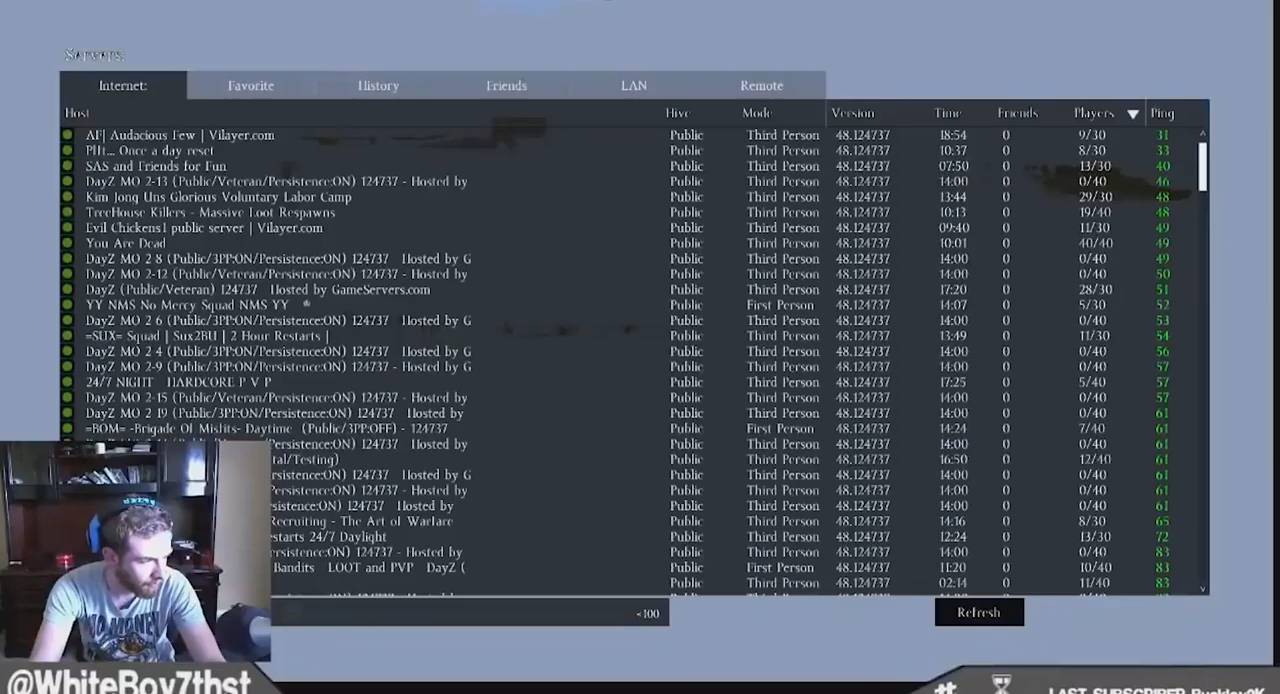 Servers:
Internet: Favorite History Friends LAN Remote
Host Hive Mode Version Time Friends Players Ping
AF| Audacious Few | Vilayer.com Public Third Person 48.124737 18:54 0 9/30 31
Once a day reset Public Third Person 48.124737 10:37 0 8/30 33
SAS and Friends for Fun Public Third Person 48.124737 07:50 0 13/30 40
DayZ MO 2-13 (Public/Veteran/Persistence:ON) 124737 - Hosted by Public Third Person 48.124737 14:00 0 0/40 46
Kim Jong Uns Glorious Voluntary Labor Camp Public Third Person 48.124737 13:44 0 29/30 48
TreeHouse Killers - Massive Loot Respawns Public Third Person 48.124737 10:13 0 19/40 48
Evil Chickens1 public server | Vilayer.com Public Third Person 48.124737 09:40 0 11/30 49
You Are Dead Public Third Person 48.124737 10:01 0 40/40 49
DayZ MO 2 8 (Public/3PP:ON/Persistence:ON) 124737 Hosted by G Public Third Person 48.124737 14:00 0 0/40 49
DayZ MO 2-12 (Public/Veteran/Persistence:ON) 124737 - Hosted by Public Third Person 48.124737 14:00 0 0/40 50
DayZ (Public/Veteran) 124737 Hosted by GameServers.com Public Third Person 48.124737 17:20 0 28/30 51
YY NMS No Mercy Squad NMS YY * Public First Person 48.124737 14:07 0 5/30 52
DayZ MO 2 6 (Public/3PP:ON/Persistence:ON) 124737 Hosted by G Public Third Person 48.124737 14:00 0 0/40 53
=SUX= Squad | Sux2BU | 2 Hour Restarts | Public Third Person 48.124737 13:49 0 11/30 54
DayZ MO 2 4 (Public/3PP:ON/Persistence:ON) 124737 Hosted by G Public Third Person 48.124737 14:00 0 0/40 56
DayZ MO 2-9 (Public/3PP:ON/Persistence:ON) 124737 - Hosted by G Public Third Person 48.124737 14:00 0 0/40 57
24/7 NIGHT HARDCORE P V P Public Third Person 48.124737 17:25 0 5/40 57
DayZ MO 2-15 (Public/Veteran/Persistence:ON) 124737 - Hosted by Public Third Person 48.124737 14:00 0 0/40 57
DayZ MO 2 19 (Public/3PP:ON/Persistence:ON) 124737 Hosted by Public Third Person 48.124737 14:00 0 0/40 61
=BOM= -Brigade Of Misfits- Daytime (Public/3PP:OFF) - 124737 Public First Person 48.124737 14:24 0 7/40 61
rsistence:ON) 124737 Hosted by Public Third Person 48.124737 14:00 0 0/40 61
tal/Testing) Public Third Person 48.124737 16:50 0 12/40 61
rsistence:ON) 124737 Hosted by G Public Third Person 48.124737 14:00 0 0/40 61
ersistence:ON) 124737 - Hosted by Public Third Person 48.124737 14:00 0 0/40 61
rsistence:ON) 124737 Hosted by Public Third Person 48.124737 14:00 0 0/40 61
Recruiting - The Art of Warfare Public Third Person 48.124737 14:16 0 8/30 65
estarts 24/7 Daylight Public Third Person 48.124737 12:24 0 13/30 72
ersistence:ON) 124737 - Hosted by Public Third Person 48.124737 14:00 0 0/40 83
Bandits LOOT and PVP DayZ ( Public First Person 48.124737 11:20 0 10/40 83
Public Third Person 48.124737 02:14 0 11/40 83
<100 Refresh
MO MONEY
@WhiteBoy7thst
LAST SUBSCRIBER